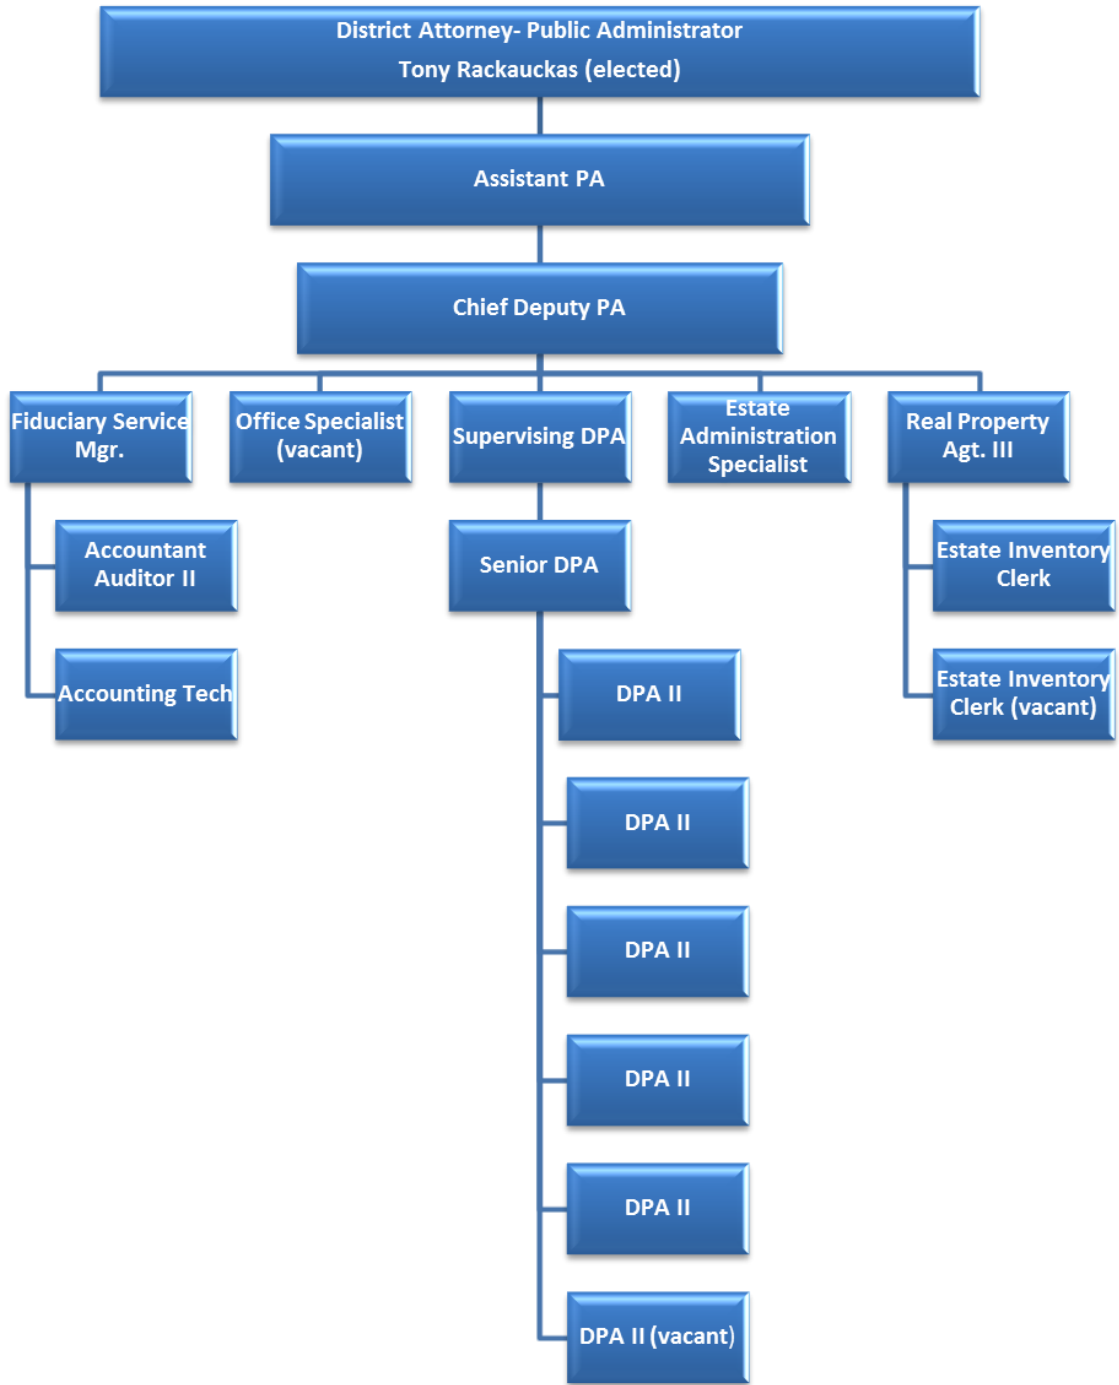 District Attorney- Public Administrator
Tony Rackauckas (elected)
Assistant PA
Chief Deputy PA
Fiduciary Service
Mgr.
Office Specialist
(vacant)
Supervising DPA
Estate
Administration
Specialist
Real Property
Agt. III
Accountant
Auditor II
Senior DPA
Estate Inventory
Clerk
Accounting Tech
DPA II
Estate Inventory
Clerk (vacant)
DPA II
DPA II
DPA II
DPA II
DPA II (vacant)